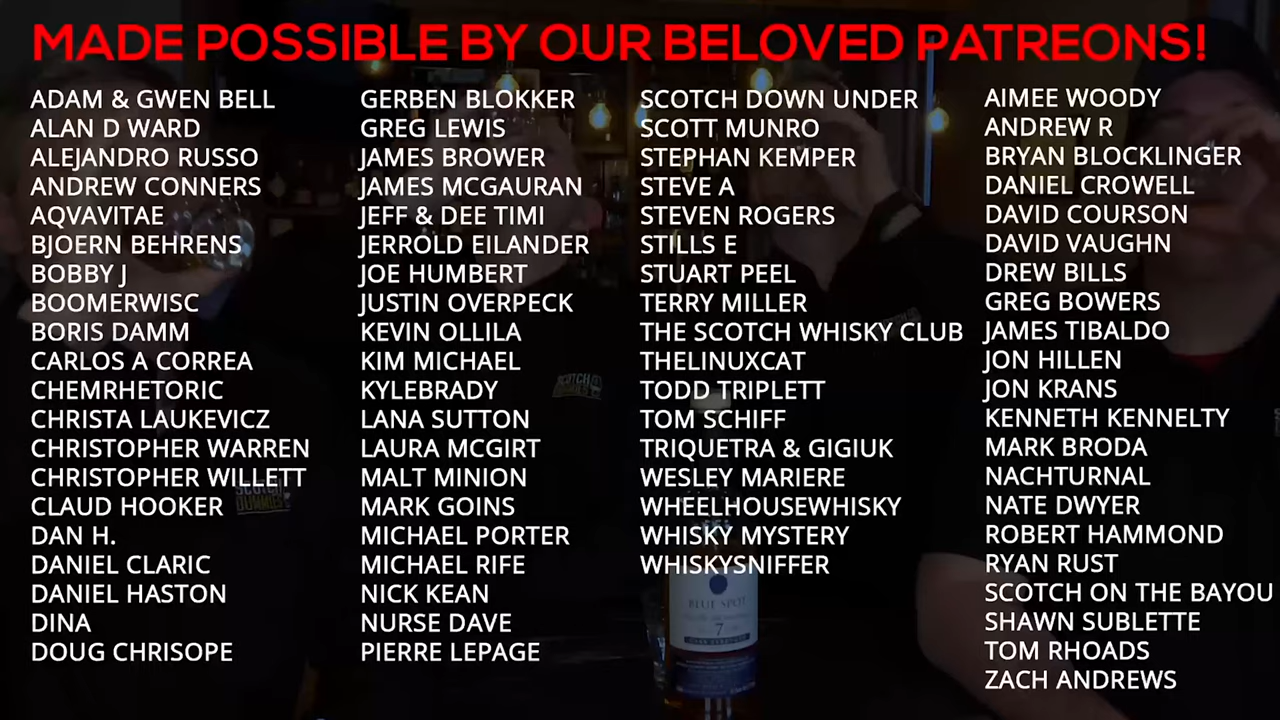 MADE POSSIBLE BY OUR BELOVED PATREONS!
ADAM & GWEN BELL
ALAN D WARD
ALEJANDRO RUSSO
ANDREW CONNERS
AQVAVITAE
BJOERN BEHRENS
BOBBY J
BOOMERWISC
BORIS DAMM
CARLOS A CORREA
CHEMRHETORIC
CHRISTA LAUKEVICZ
CHRISTOPHER WARREN
CHRISTOPHER WILLETT
CLAUD HOOKER
DAN H.
DANIEL CLARIC
DANIEL HASTON
DINA
DOUG CHRISOPE
GERBEN BLOKKER
GREG LEWIS
JAMES BROWER
JAMES MCGAURAN
JEFF & DEE TIMI
JERROLD EILANDER
JOE HUMBERT
JUSTIN OVERPECK
KEVIN OLLILA
KIM MICHAEL
KYLEBRADY
LANA SUTTON
LAURA MCGIRT
MALT MINION
MARK GOINS
MICHAEL PORTER
MICHAEL RIFE
NICK KEAN
NURSE DAVE
PIERRE LEPAGE
SCOTCH DOWN UNDER
SCOTT MUNRO
STEPHAN KEMPER
STEVE A
STEVEN ROGERS
STILLS E
STUART PEEL
TERRY MILLER
THE SCOTCH WHISKY CLUB
THELINUXCAT
TODD TRIPLETT
TOM SCHIFF
TRIQUETRA & GIGIUK
WESLEY MARIERE
WHEELHOUSEWHISKY
WHISKY MYSTERY
WHISKYSNIFFER
AIMEE WOODY
ANDREW R
BRYAN BLOCKLINGER
DANIEL CROWELL
DAVID COURSON
DAVID VAUGHN
DREW BILLS
GREG BOWERS
JAMES TIBALDO
JON HILLEN
JON KRANS
KENNETH KENNELTY
MARK BRODA
NACHTURNAL
NATE DWYER
ROBERT HAMMOND
RYAN RUST
SCOTCH ON THE BAYOU
SHAWN SUBLETTE
TOM RHOADS
ZACH ANDREWS
SCOTCH
DUMMIES
BLUE SPOT
7